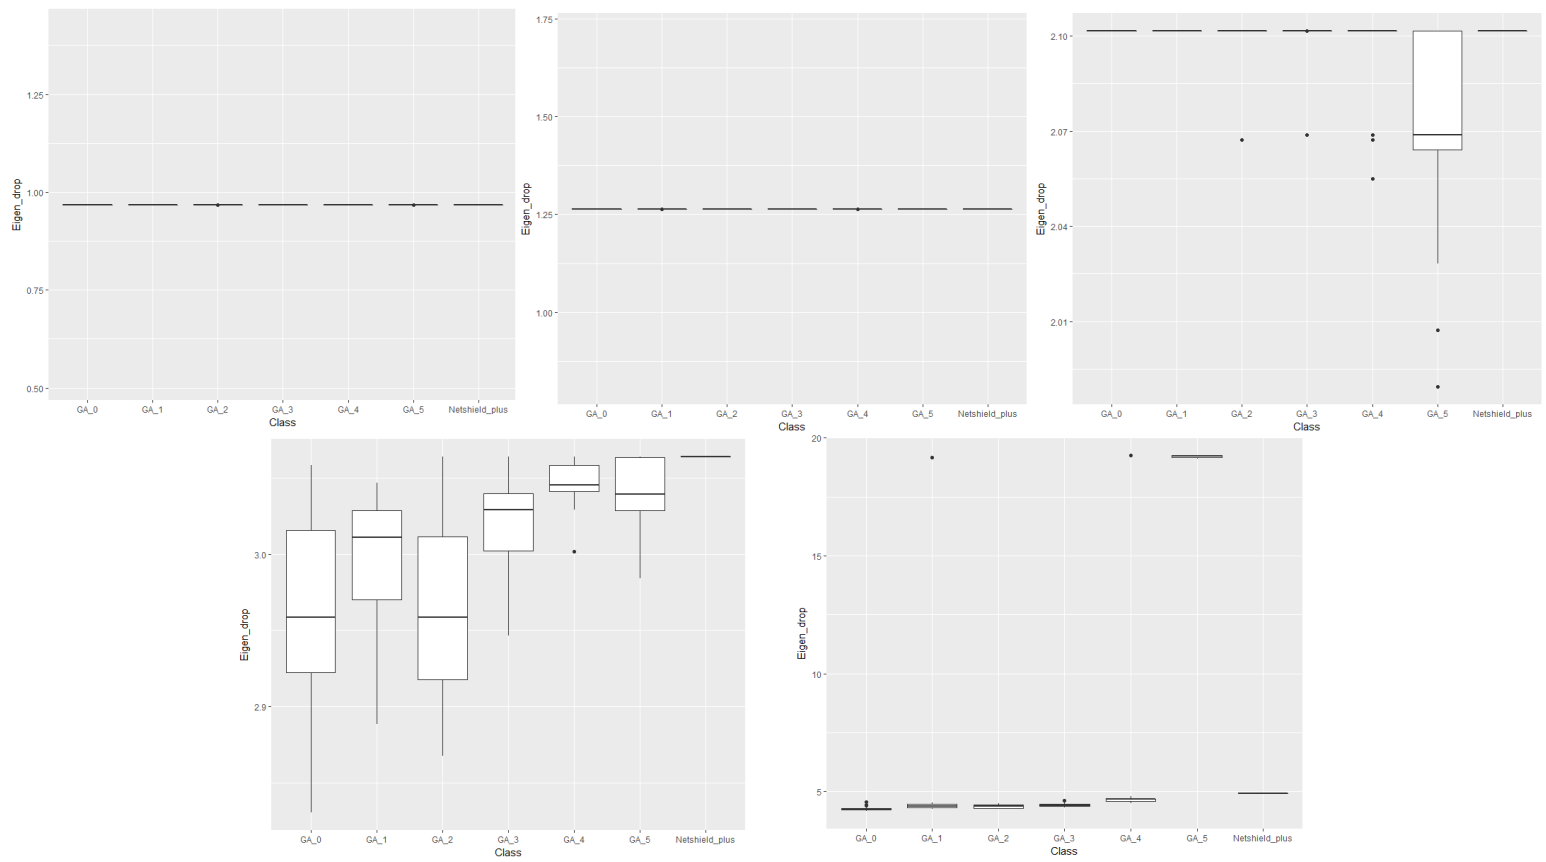 Eigen_drop
1.25
1.00
0.75
0.50
GA_0 GA_1 GA_2 GA_3 GA_4 GA_5 Netshield_plus
Class
Eigen_drop
1.75
1.50
1.25
1.00
GA_0 GA_1 GA_2 GA_3 GA_4 GA_5 Netshield_plus
Class
Eigen_drop
2.10
2.07
2.04
2.01
GA_0 GA_1 GA_2 GA_3 GA_4 GA_5 Netshield_plus
Class
Eigen_drop
3.0
2.9
GA_0 GA_1 GA_2 GA_3 GA_4 GA_5 Netshield_plus
Class
Eigen_drop
20
15
10
5
GA_0 GA_1 GA_2 GA_3 GA_4 GA_5 Netshield_plus
Class